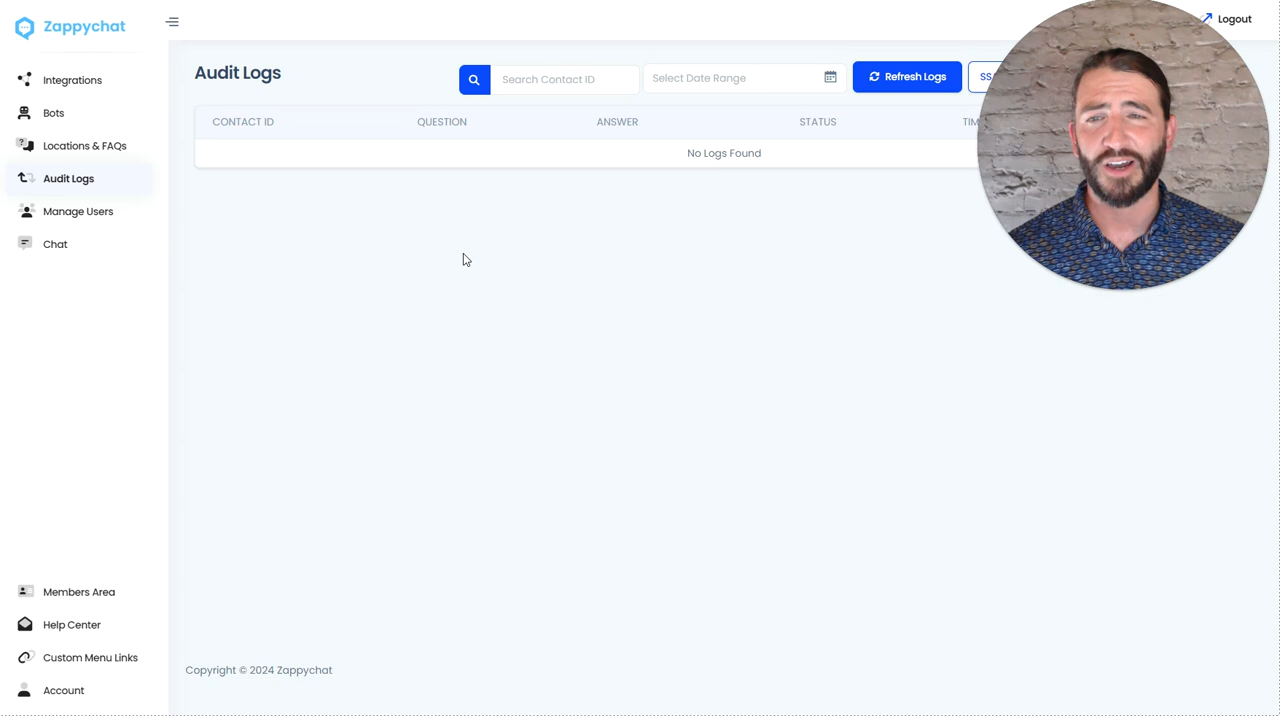 Zappychat
Logout
Integrations
Bots
Locations & FAQs
Audit Logs
Manage Users
Chat
Audit Logs
Search Contact ID
Select Date Range
Refresh Logs
CONTACT ID
QUESTION
ANSWER
STATUS
No Logs Found
Members Area
Help Center
Custom Menu Links
Account
Copyright © 2024 Zappychat